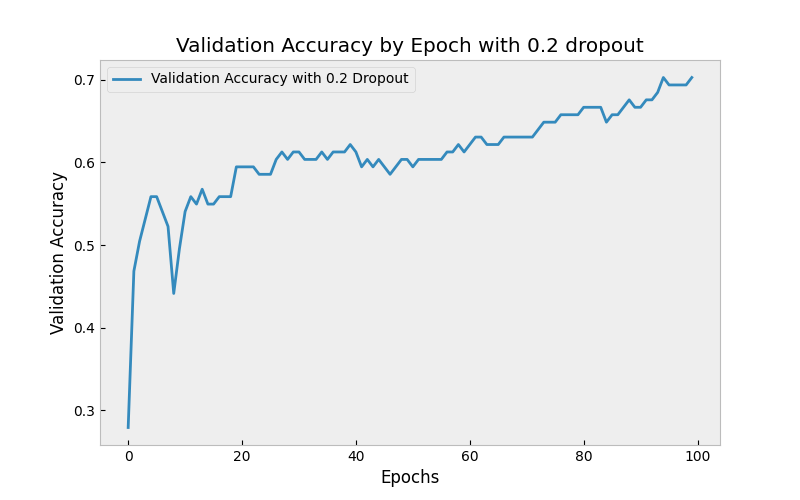 Validation Accuracy by Epoch with 0.2 dropout
Validation Accuracy with 0.2 Dropout
Validation Accuracy
0.7
0.6
0.5
0.4
0.3
0 20 40 60 80 100
Epochs